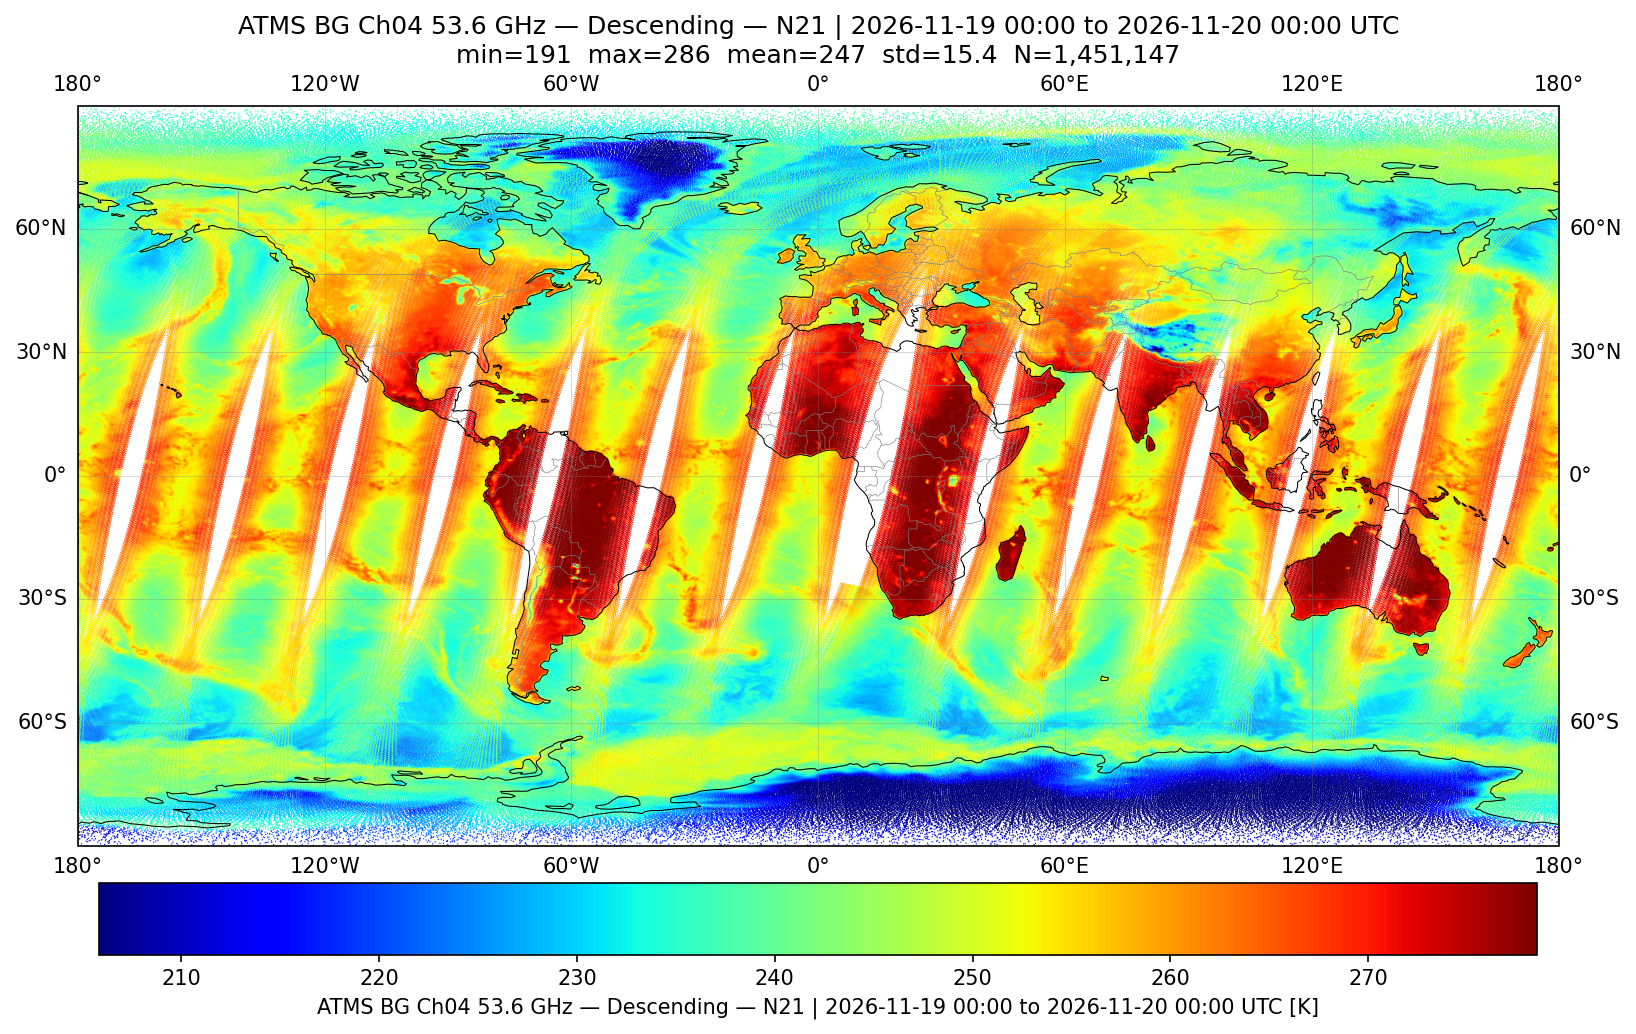 ATMS BG Ch04 53.6 GHz — Descending — N21 | 2026-11-19 00:00 to 2026-11-20 00:00 UTC
min=191 max=286 mean=247 std=15.4 N=1,451,147
180° 120°W 60°W 0° 60°E 120°E 180°
60°N 60°N
30°N 30°N
0° 0°
30°S 30°S
60°S 60°S
180° 120°W 60°W 0° 60°E 120°E 180°
210 220 230 240 250 260 270
ATMS BG Ch04 53.6 GHz — Descending — N21 | 2026-11-19 00:00 to 2026-11-20 00:00 UTC [K]